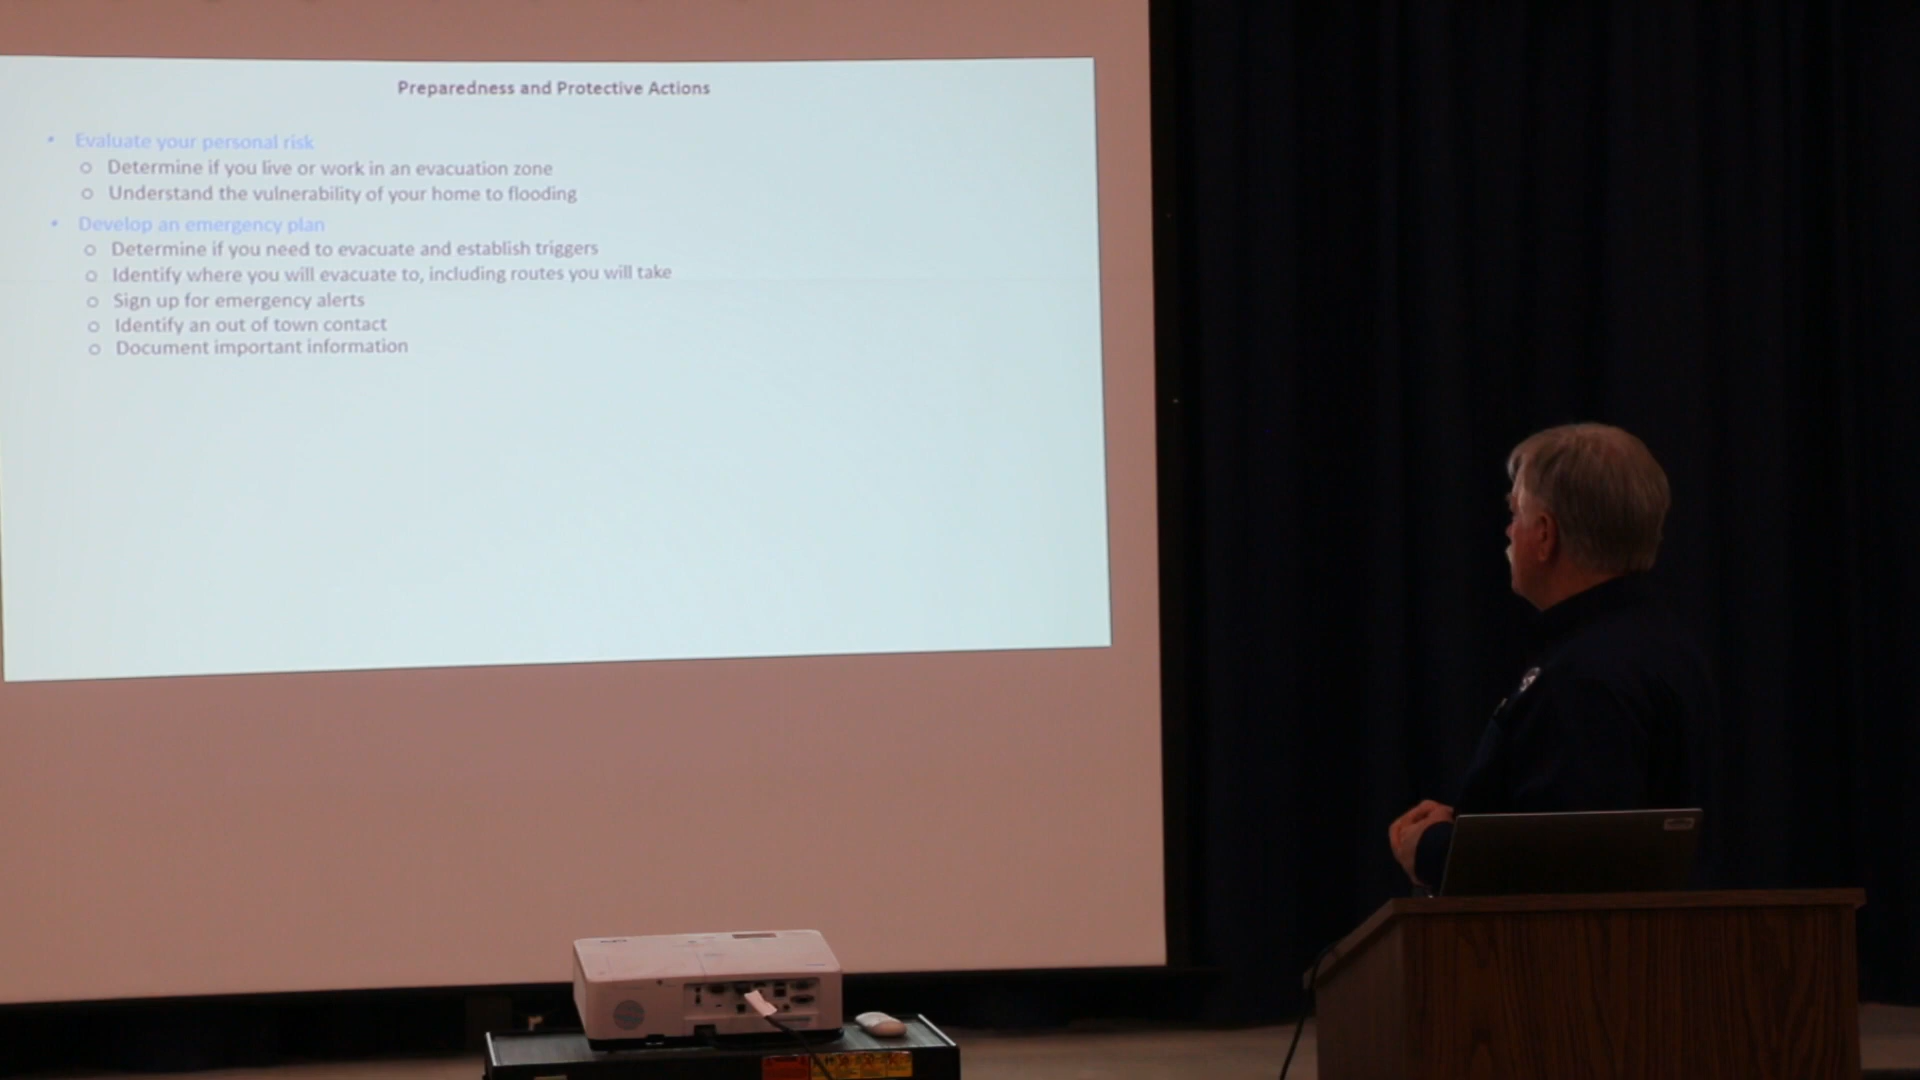 Preparedness and Protective Actions
• Evaluate your personal risk
o Determine if you live or work in an evacuation zone
o Understand the vulnerability of your home to flooding
• Develop an emergency plan
o Determine if you need to evacuate and establish triggers
o Identify where you will evacuate to, including routes you will take
o Sign up for emergency alerts
o Identify an out of town contact
o Document important information